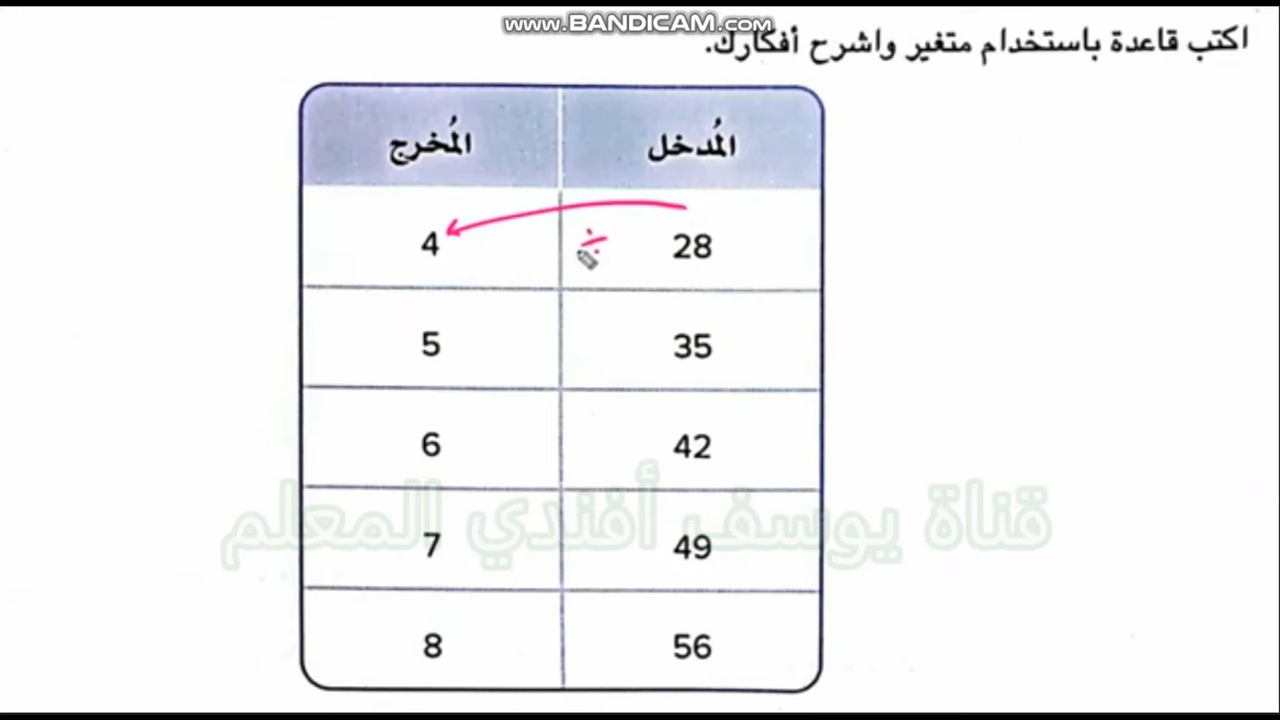 www.BANDICAM.com
اكتب قاعدة باستخدام متغير واشرح أفكارك.
المُدخل المُخرج
28 ÷ 4
35 5
42 6
49 7
56 8
قناة يوسف أفندي المعلم